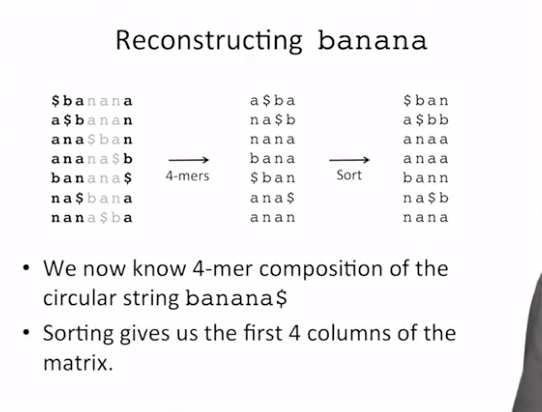 Reconstructing banana
$banana
a$banan
ana$ban
anana$b
banana$
na$bana
nana$ba
4-mers
a$ba
na$b
nana
bana
$ban
ana$
anan
Sort
$ban
a$bb
anaa
anaa
bann
na$b
nana
• We now know 4-mer composition of the
circular string banana$
• Sorting gives us the first 4 columns of the
matrix.